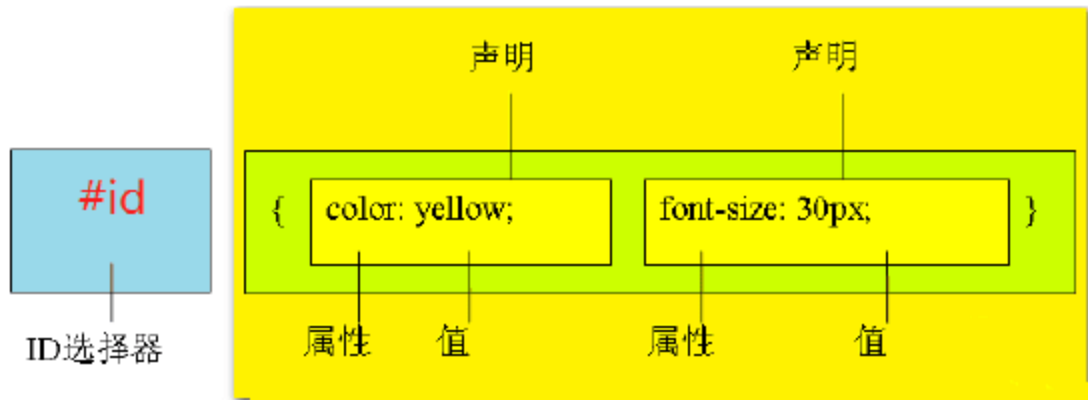 声明 声明
#id { color: yellow; font-size: 30px; }
ID选择器 属性 值 属性 值